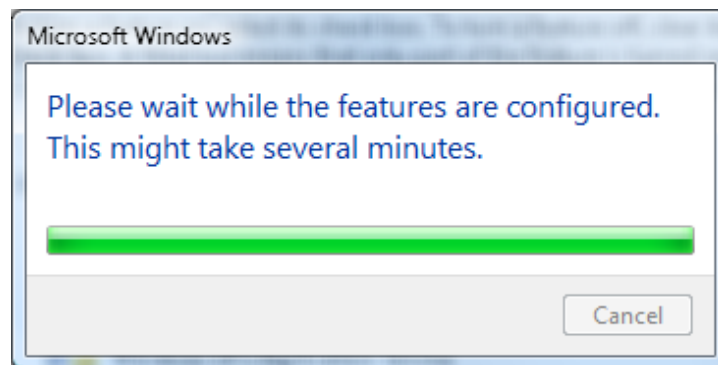 Microsoft Windows
Please wait while the features are configured.
This might take several minutes.
Cancel